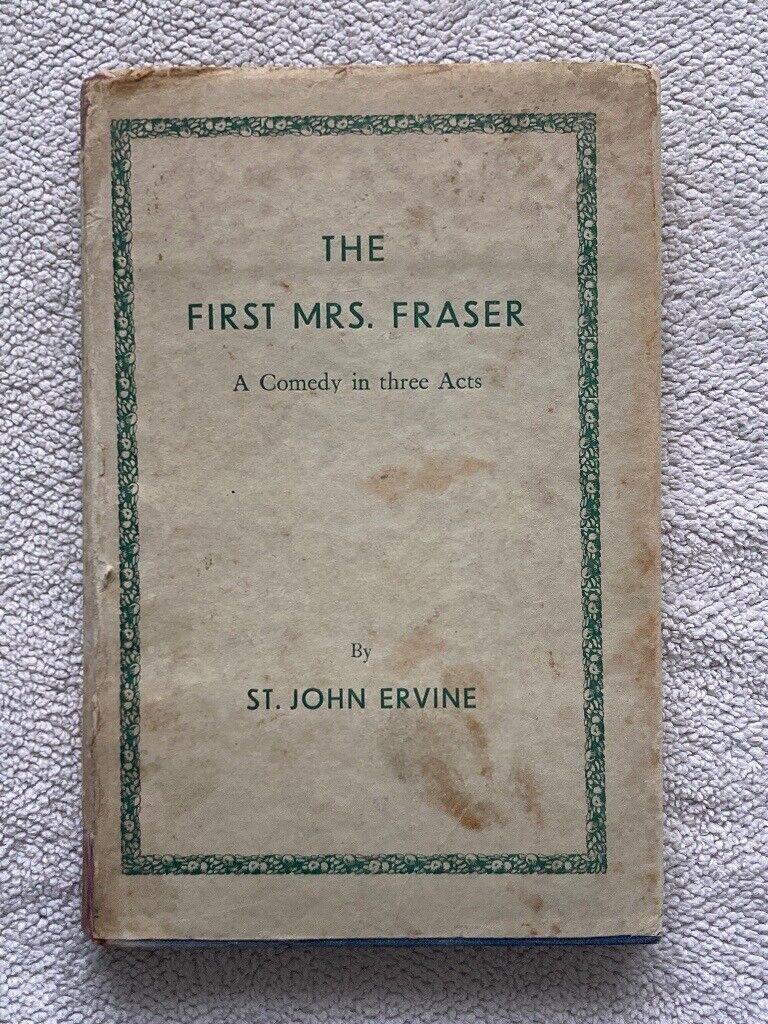 THE
FIRST MRS. FRASER
A Comedy in three Acts
By
ST. JOHN ERVINE